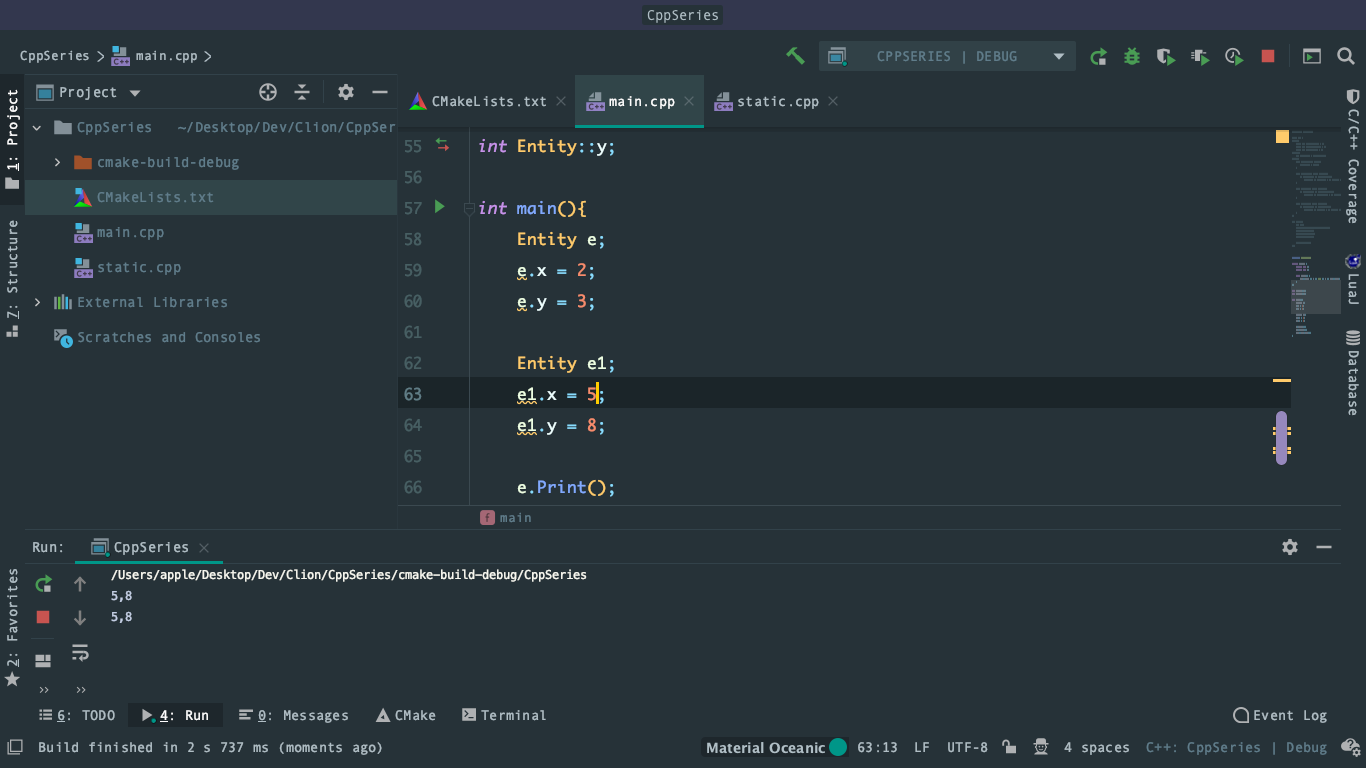 CppSeries
CppSeries > main.cpp >
CPPSERIES | DEBUG
1: Project
Project
CMakeLists.txt
main.cpp
static.cpp
CppSeries ~/Desktop/Dev/Clion/CppSer
cmake-build-debug
CMakeLists.txt
main.cpp
static.cpp
External Libraries
Scratches and Consoles
7: Structure
2: Favorites
55 int Entity::y;
56
57 int main(){
58 Entity e;
59 e.x = 2;
60 e.y = 3;
61
62 Entity e1;
63 e1.x = 5;
64 e1.y = 8;
65
66 e.Print();
f main
C/C++ Coverage
LuaJ
Database
Run: CppSeries
/Users/apple/Desktop/Dev/Clion/CppSeries/cmake-build-debug/CppSeries
5,8
5,8
6: TODO 4: Run 0: Messages CMake Terminal Event Log
Build finished in 2 s 737 ms (moments ago) Material Oceanic 63:13 LF UTF-8 4 spaces C++: CppSeries | Debug